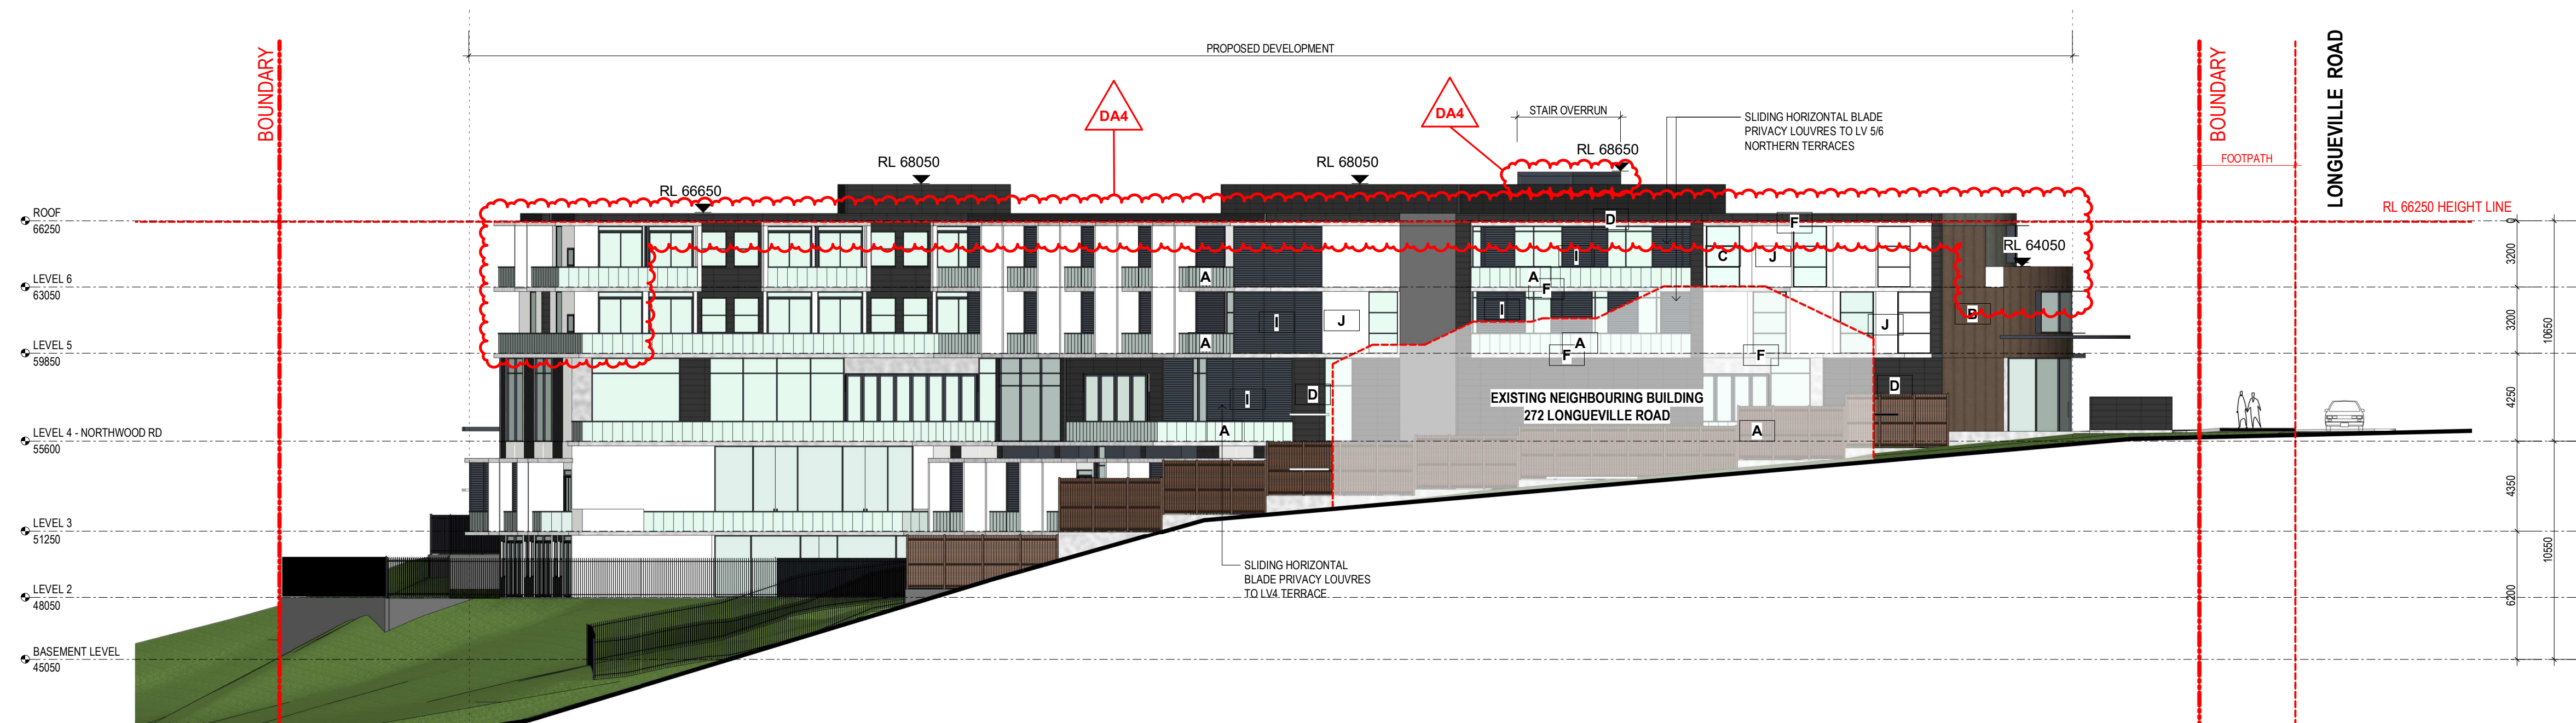 PROPOSED DEVELOPMENT
BOUNDARY
BOUNDARY
LONGUEVILLE ROAD
FOOTPATH
DA4
DA4
STAIR OVERRUN
SLIDING HORIZONTAL BLADE
PRIVACY LOUVRES TO LV 5/6
NORTHERN TERRACES
RL 66650
RL 68050
RL 68050
RL 68650
RL 64050
RL 66250 HEIGHT LINE
ROOF
66250
LEVEL 6
63050
LEVEL 5
59850
LEVEL 4 - NORTHWOOD RD
55600
LEVEL 3
51250
LEVEL 2
48050
BASEMENT LEVEL
45050
D
F
A
I
C
J
A
F
I
J
I
J
B
A
A
F
F
I
D
D
A
A
EXISTING NEIGHBOURING BUILDING
272 LONGUEVILLE ROAD
SLIDING HORIZONTAL
BLADE PRIVACY LOUVRES
TO LV4 TERRACE
0
3200
3200
4250
4350
6200
10650
10550